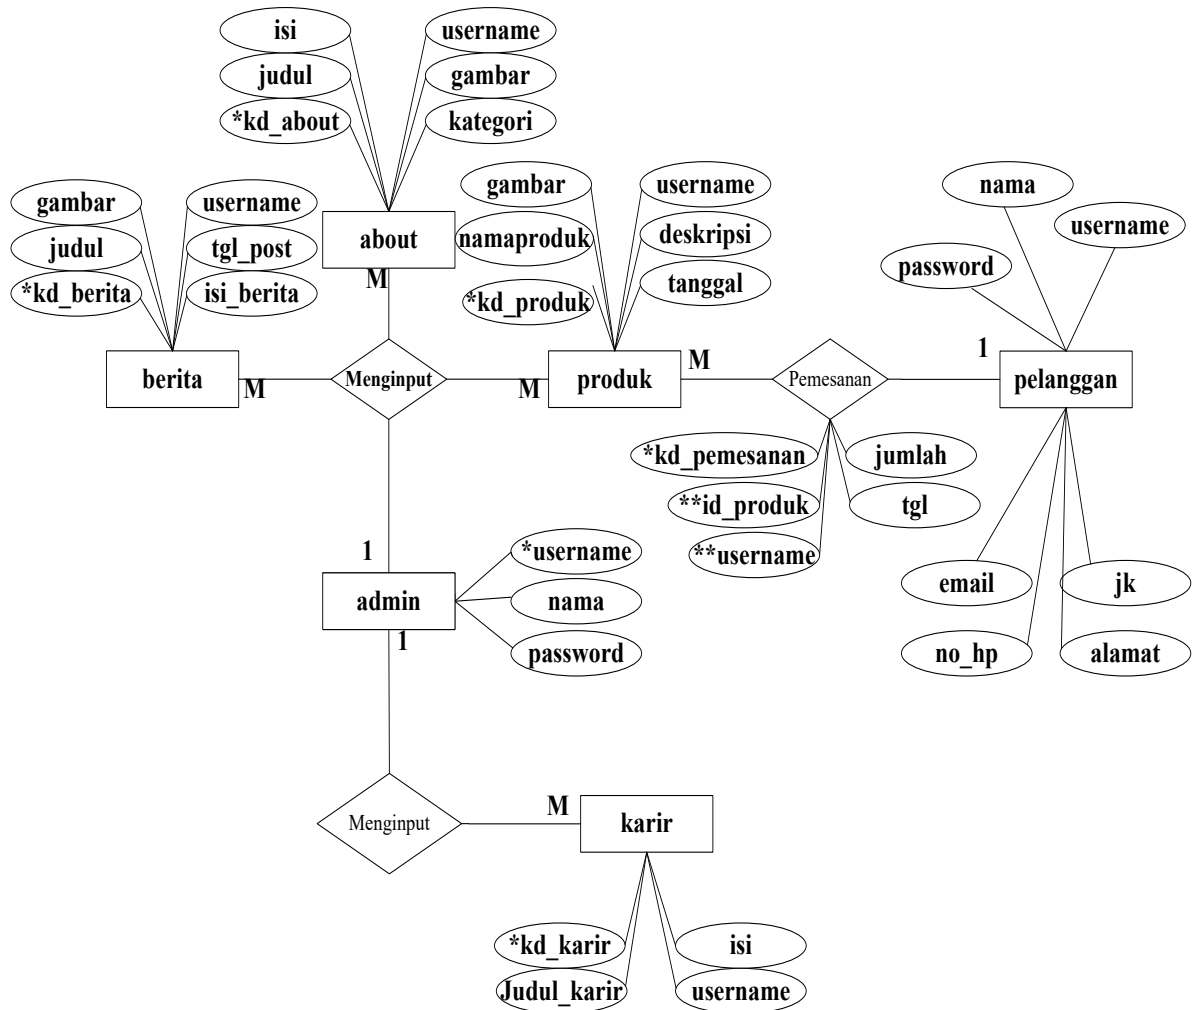 isi
username
judul
gambar
*kd_about
kategori
gambar
username
judul
tgl_post
*kd_berita
isi_berita
about
M
gambar
username
namaproduk
deskripsi
*kd_produk
tanggal
nama
username
password
berita
M
Menginput
M
produk
M
Pemesanan
1
pelanggan
*kd_pemesanan
jumlah
**id_produk
tgl
**username
email
jk
no_hp
alamat
1
admin
1
*username
nama
password
Menginput
M
karir
*kd_karir
isi
Judul_karir
username